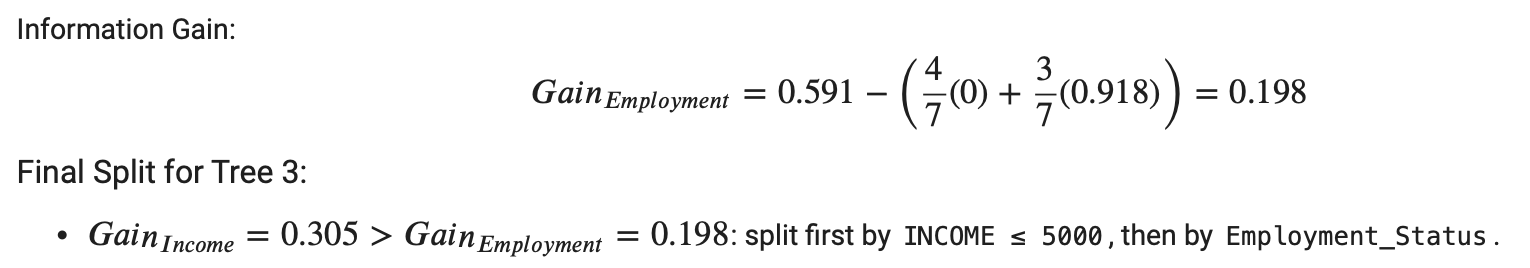 Information Gain:
Gain_Employment = 0.591 − (4/7(0) + 3/7(0.918)) = 0.198
Final Split for Tree 3:
• Gain_Income = 0.305 > Gain_Employment = 0.198: split first by INCOME ≤ 5000, then by Employment_Status.